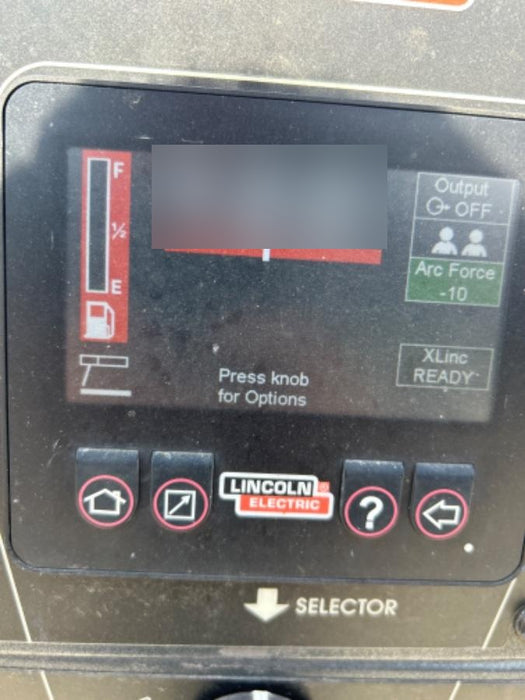 F
½
E
Output
OFF
Arc Force
-10
XLinc
READY
Press knob
for Options
?
LINCOLN ®
ELECTRIC
SELECTOR